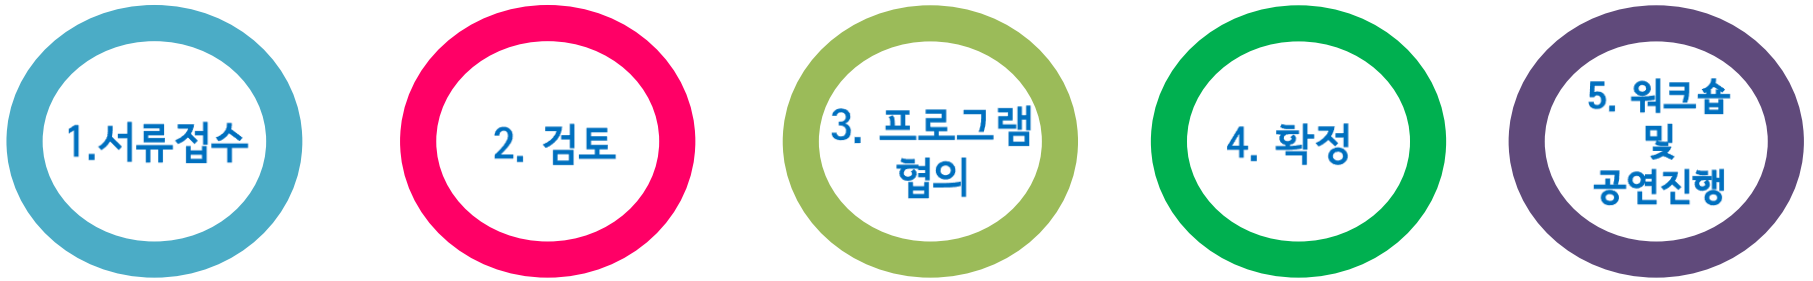 1.서류접수
2. 검토
3. 프로그램
협의
4. 확정
5. 워크숍
및
공연진행